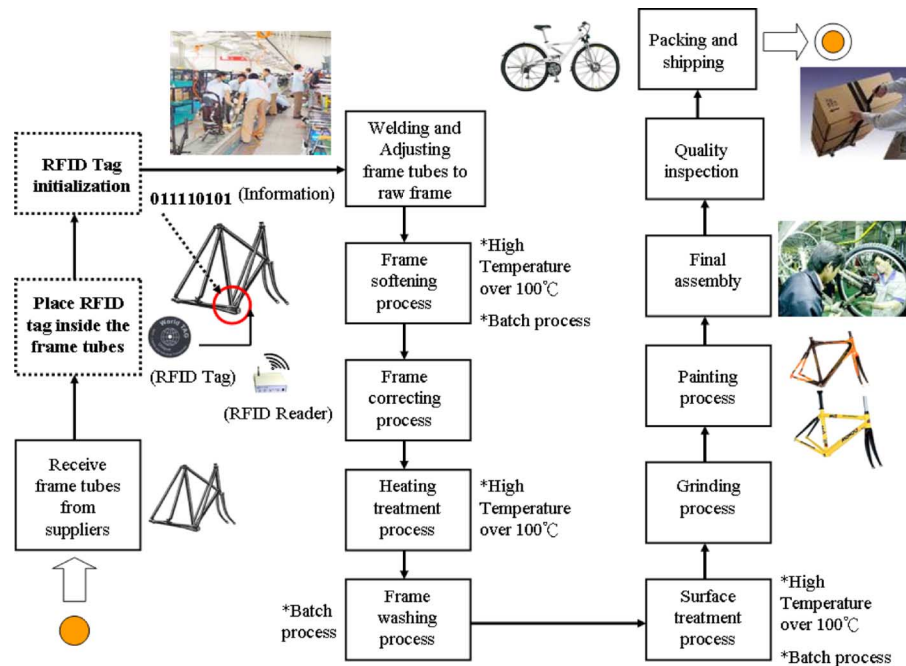 Receive
frame tubes
from
suppliers
Place RFID
tag inside the
frame tubes
World TAG
(RFID Tag)
(RFID Reader)
RFID Tag
initialization
011110101 (Information)
Welding and
Adjusting
frame tubes to
raw frame
Frame
softening
process
*High
Temperature
over 100℃
*Batch process
Frame
correcting
process
Heating
treatment
process
*High
Temperature
over 100℃
Frame
washing
process
*Batch
process
Surface
treatment
process
*High
Temperature
over 100℃
*Batch process
Grinding
process
Painting
process
Final
assembly
Quality
inspection
Packing and
shipping